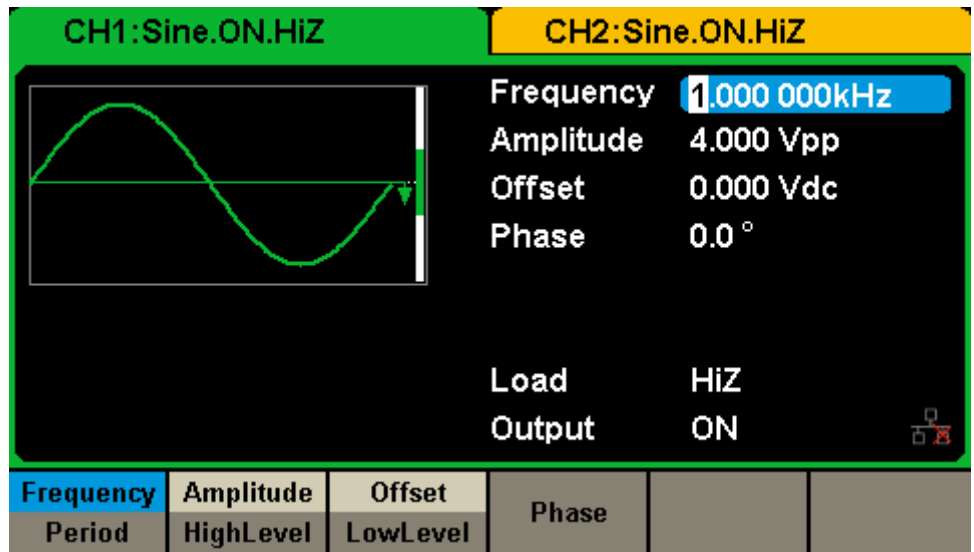 CH1:Sine.ON.HiZ
CH2:Sine.ON.HiZ
Frequency 1.000 000kHz
Amplitude 4.000 Vpp
Offset 0.000 Vdc
Phase 0.0 °
Load HiZ
Output ON
Frequency Amplitude Offset Phase
Period HighLevel LowLevel